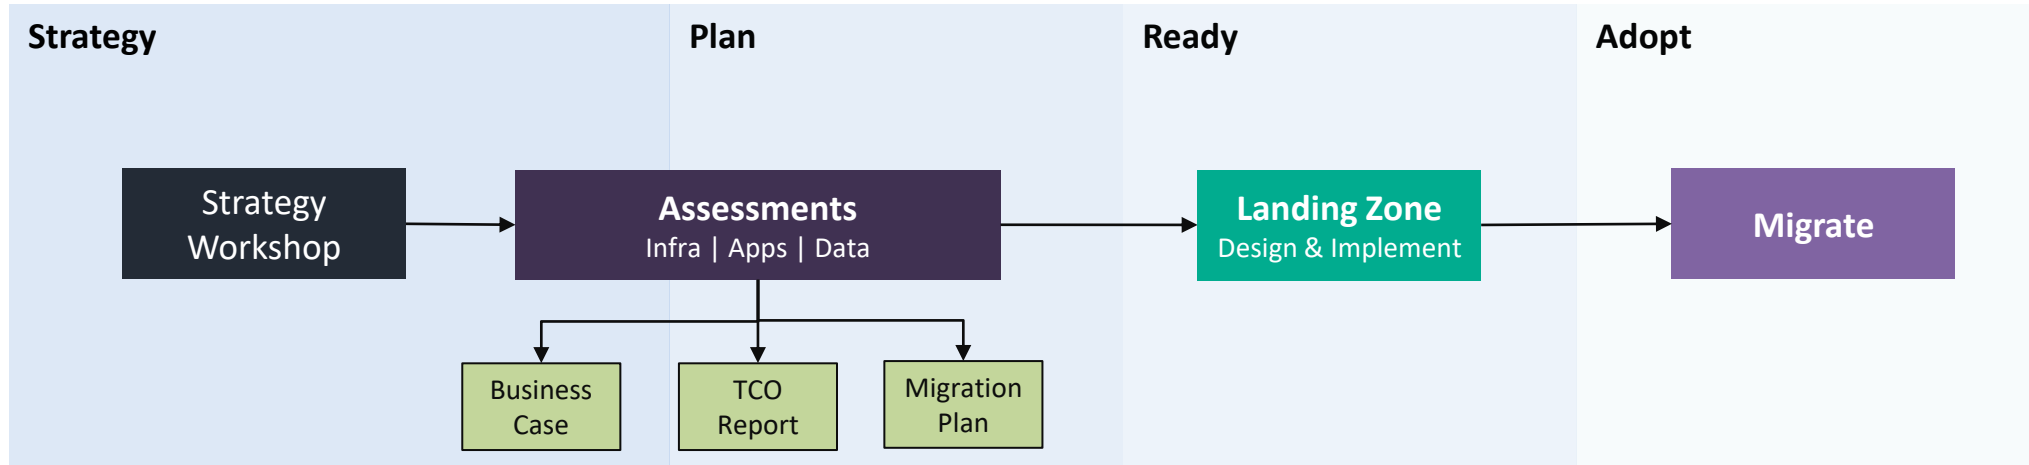 Strategy
Plan
Ready
Adopt
Strategy
Workshop
Assessments
Infra | Apps | Data
Landing Zone
Design & Implement
Migrate
Business
Case
TCO
Report
Migration
Plan